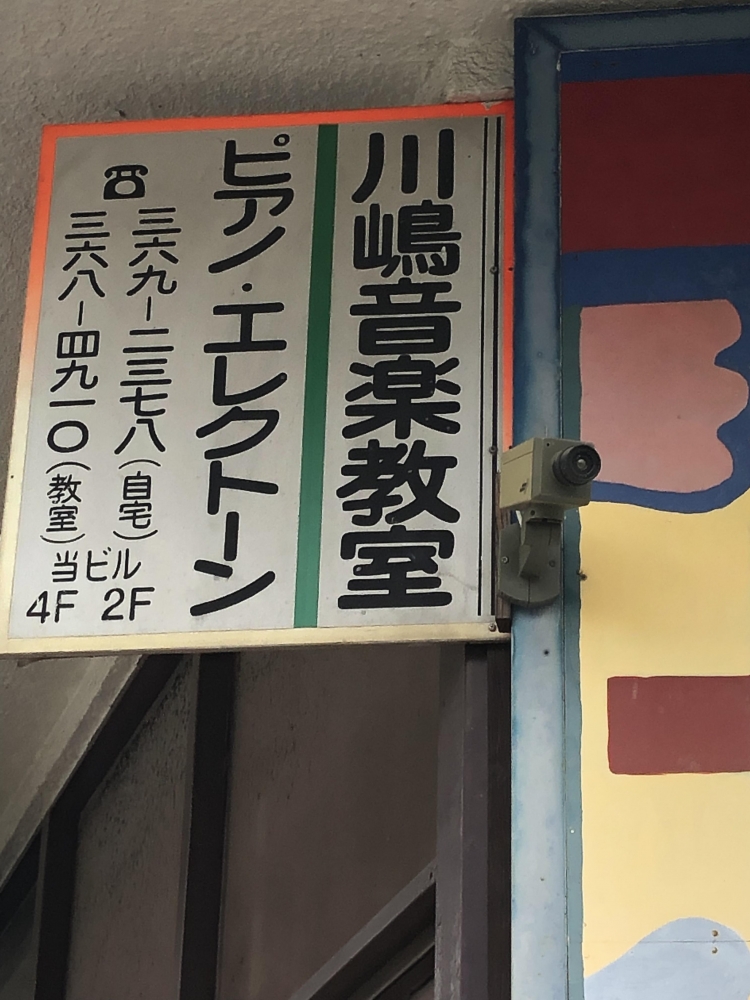 川嶋音楽教室
ピアノ・エレクトーン
☎
三六九ー二三七八(自宅)
三六八ー四九一〇(教室)
当ビル
4F 2F